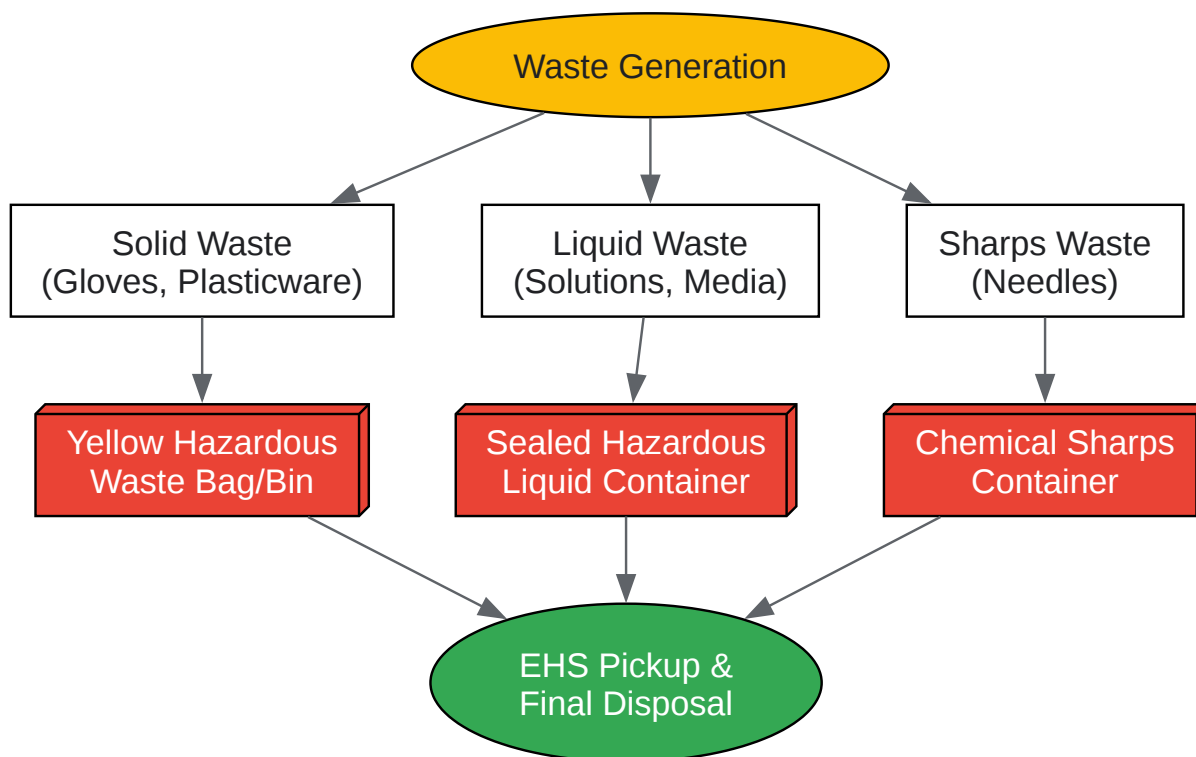 Waste Generation
Solid Waste
(Gloves, Plasticware)
Liquid Waste
(Solutions, Media)
Sharps Waste
(Needles)
Yellow Hazardous
Waste Bag/Bin
Sealed Hazardous
Liquid Container
Chemical Sharps
Container
EHS Pickup &
Final Disposal